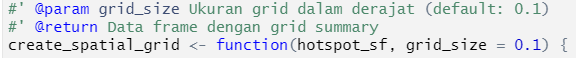 #' @param grid_size Ukuran grid dalam derajat (default: 0.1)
#' @return Data frame dengan grid summary
create_spatial_grid <- function(hotspot_sf, grid_size = 0.1) {